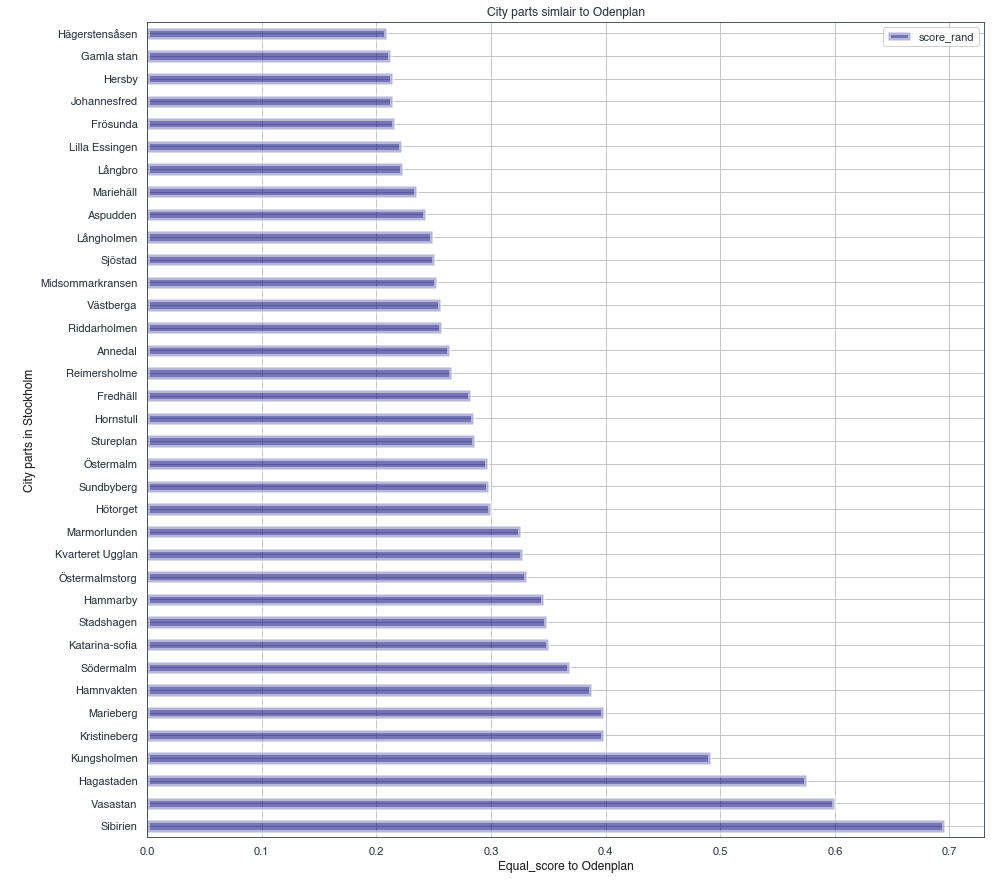 City parts simlair to Odenplan
score_rand
Hägerstensåsen
Gamla stan
Hersby
Johannesfred
Frösunda
Lilla Essingen
Långbro
Mariehäll
Aspudden
Långholmen
Sjöstad
Midsommarkransen
Västberga
Riddarholmen
Annedal
Reimersholme
Fredhäll
Hornstull
Stureplan
Östermalm
Sundbyberg
Hötorget
Marmorlunden
Kvarteret Ugglan
Östermalmstorg
Hammarby
Stadshagen
Katarina-sofia
Södermalm
Hamnvakten
Marieberg
Kristineberg
Kungsholmen
Hagastaden
Vasastan
Sibirien
City parts in Stockholm
0.0 0.1 0.2 0.3 0.4 0.5 0.6 0.7
Equal_score to Odenplan